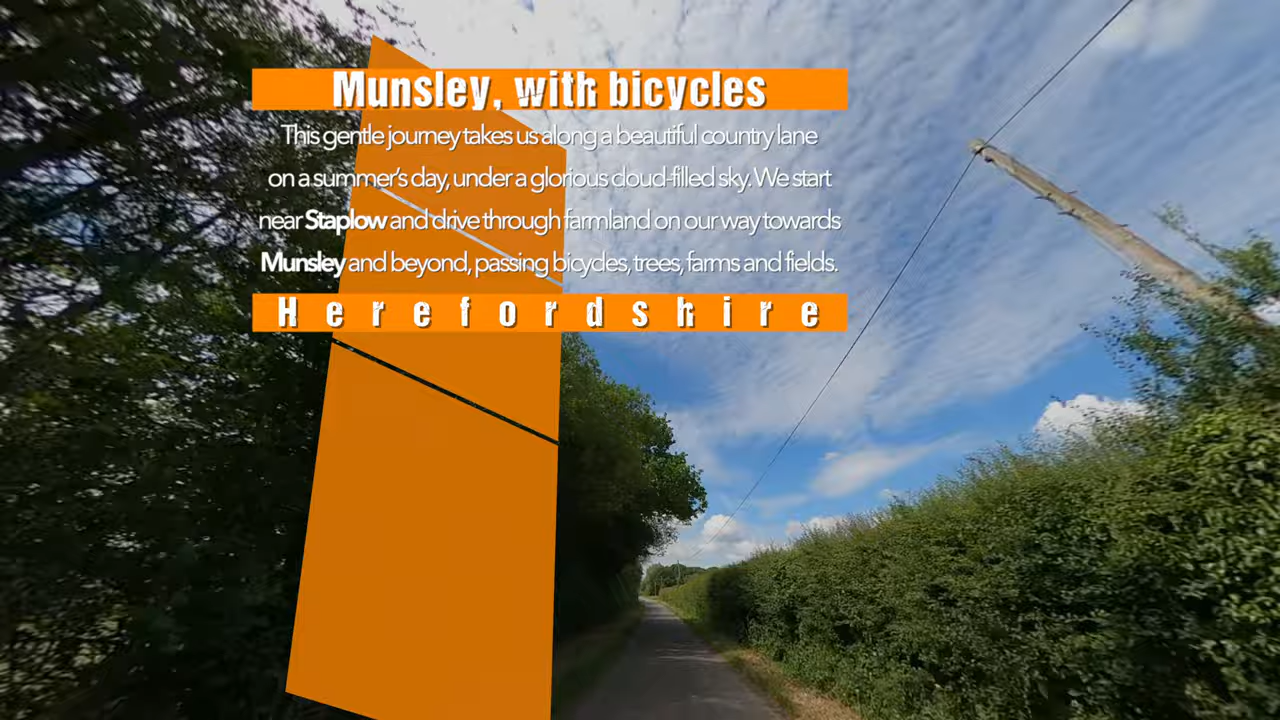 Munsley, with bicycles
This gentle journey takes us along a beautiful country lane
on a summer's day, under a glorious cloud-filled sky. We start
near Staplow and drive through farmland on our way towards
Munsley and beyond, passing bicycles, trees, farms and fields.
Herefordshire